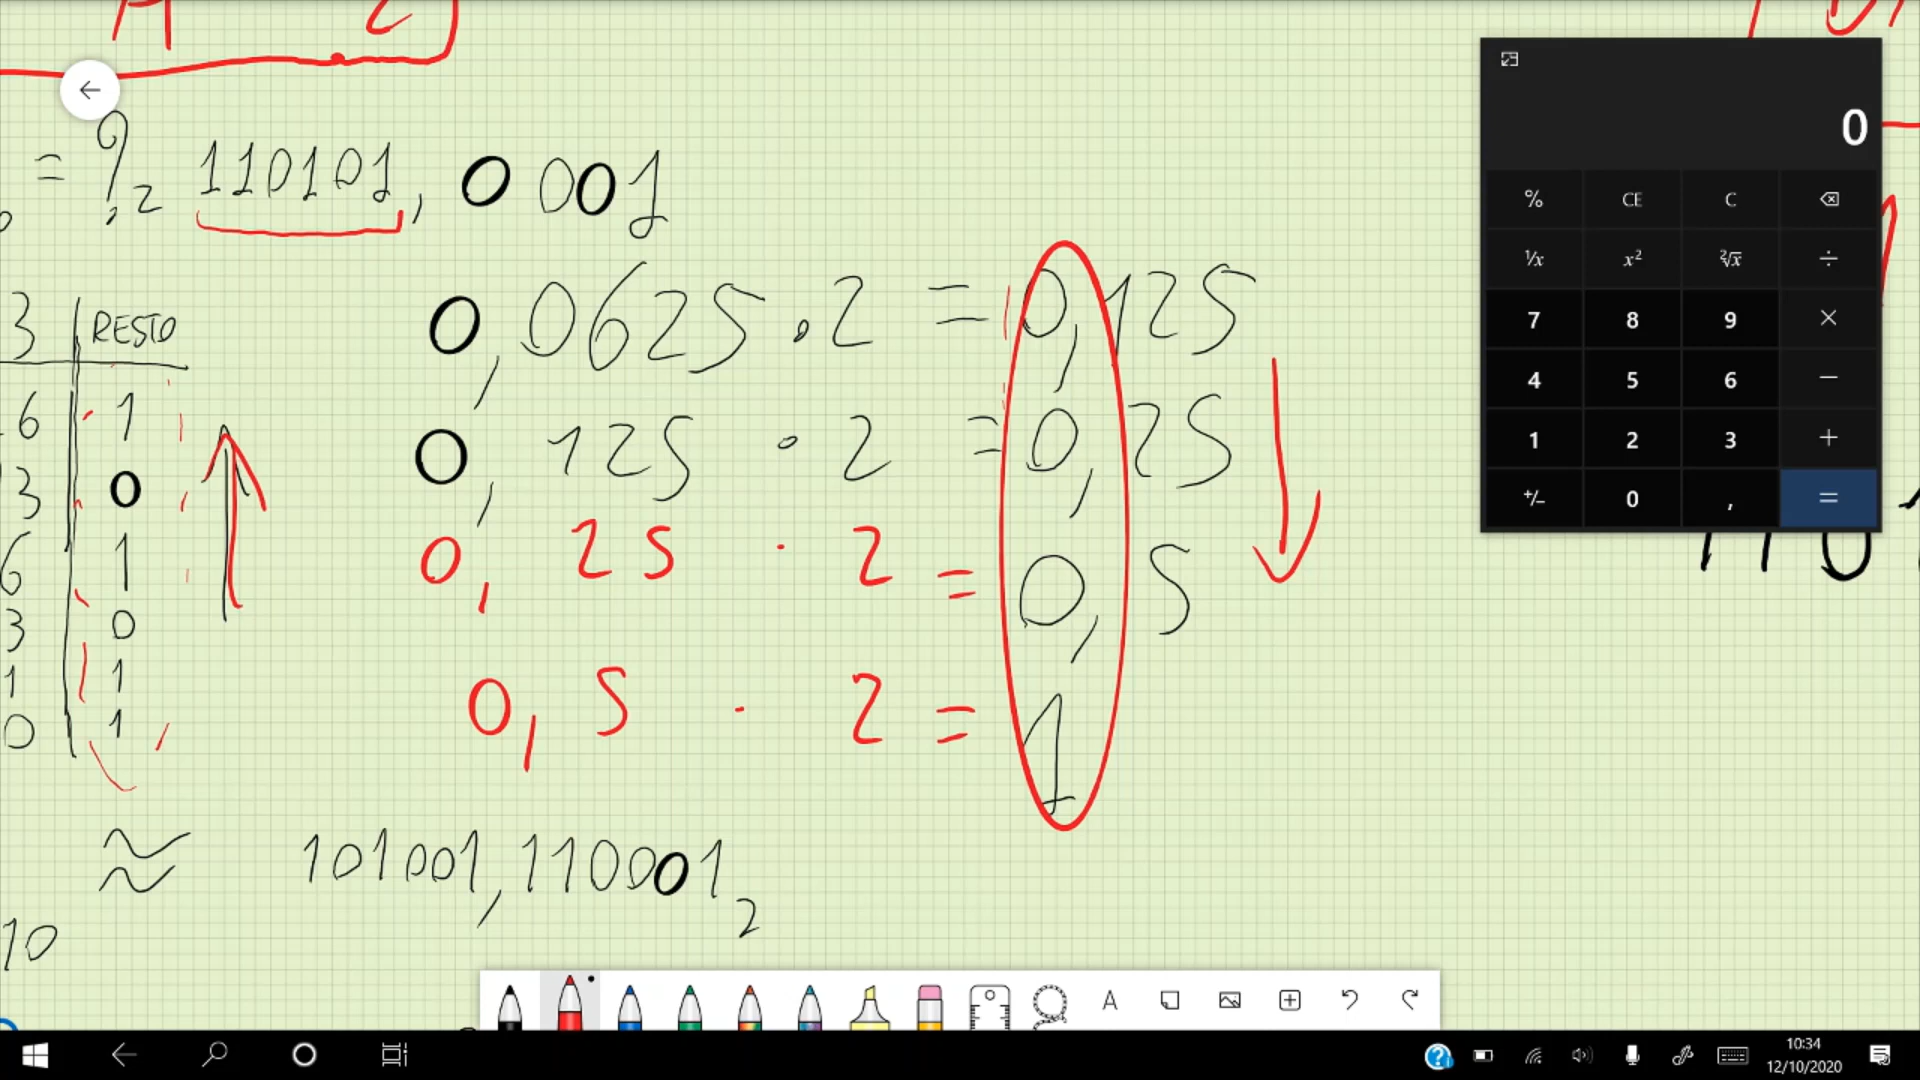 = ?2 110101, 0001
0,0625 · 2 = 0,125
3 | RESTO
6 1
0, 125 · 2 = 0,25
3 0
0, 25 · 2 = 0, 5
6 1
3 0
1 1
0, 5 · 2 = 1
0 1
≈ 101001,110001₂
10
0
% CE C
¹/x x² ²√x ÷
7 8 9 ×
4 5 6 −
1 2 3 +
+/− 0 , =
110
A
10:34
12/10/2020